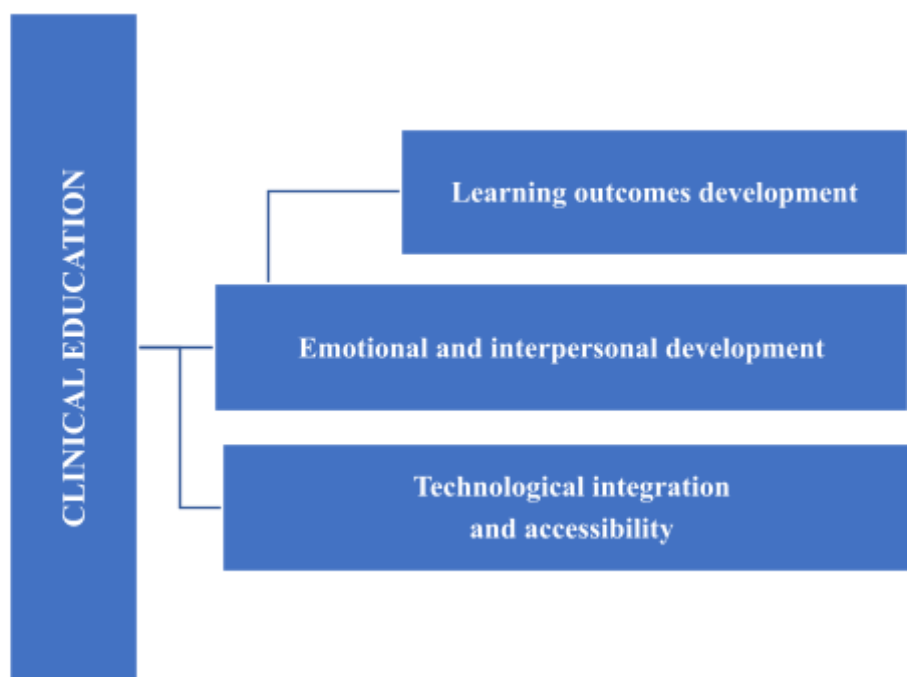 CLINICAL EDUCATION
Learning outcomes development
Emotional and interpersonal development
Technological integration
and accessibility